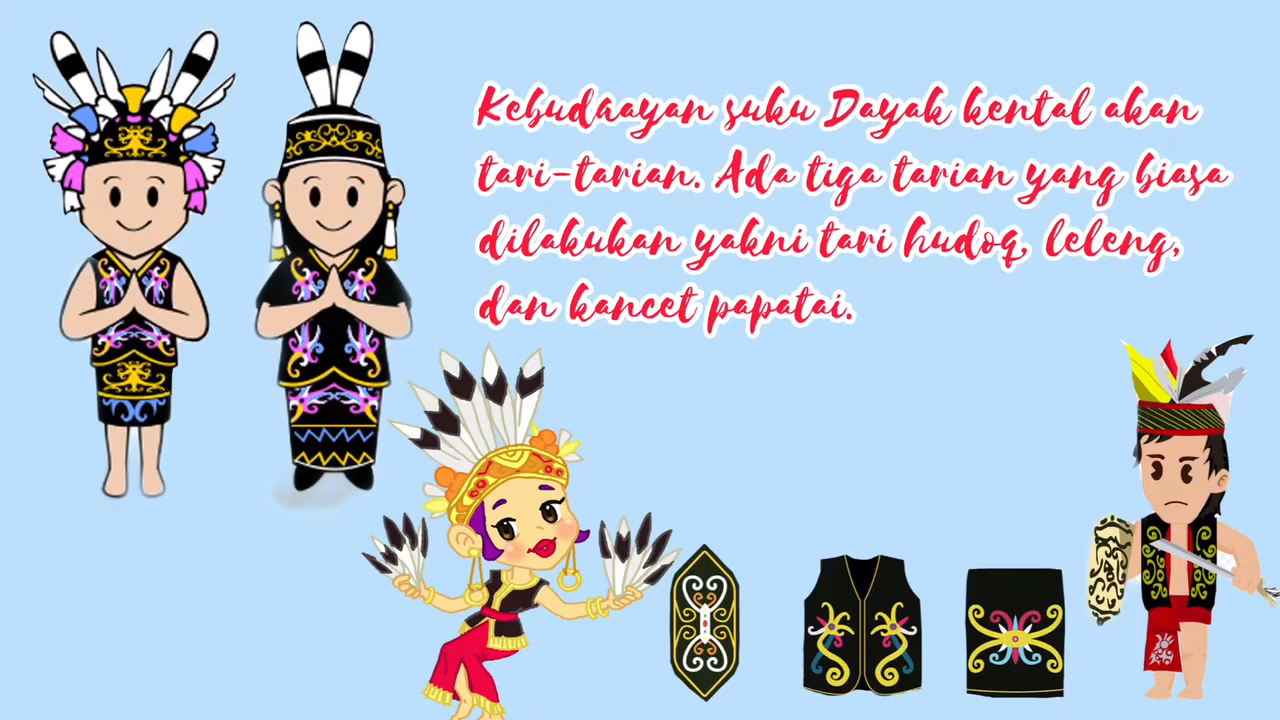 Kebudaayan suku Dayak kental akan
tari-tarian. Ada tiga tarian yang biasa
dilakukan yakni tari hudoq, leleng,
dan kancet papatai.